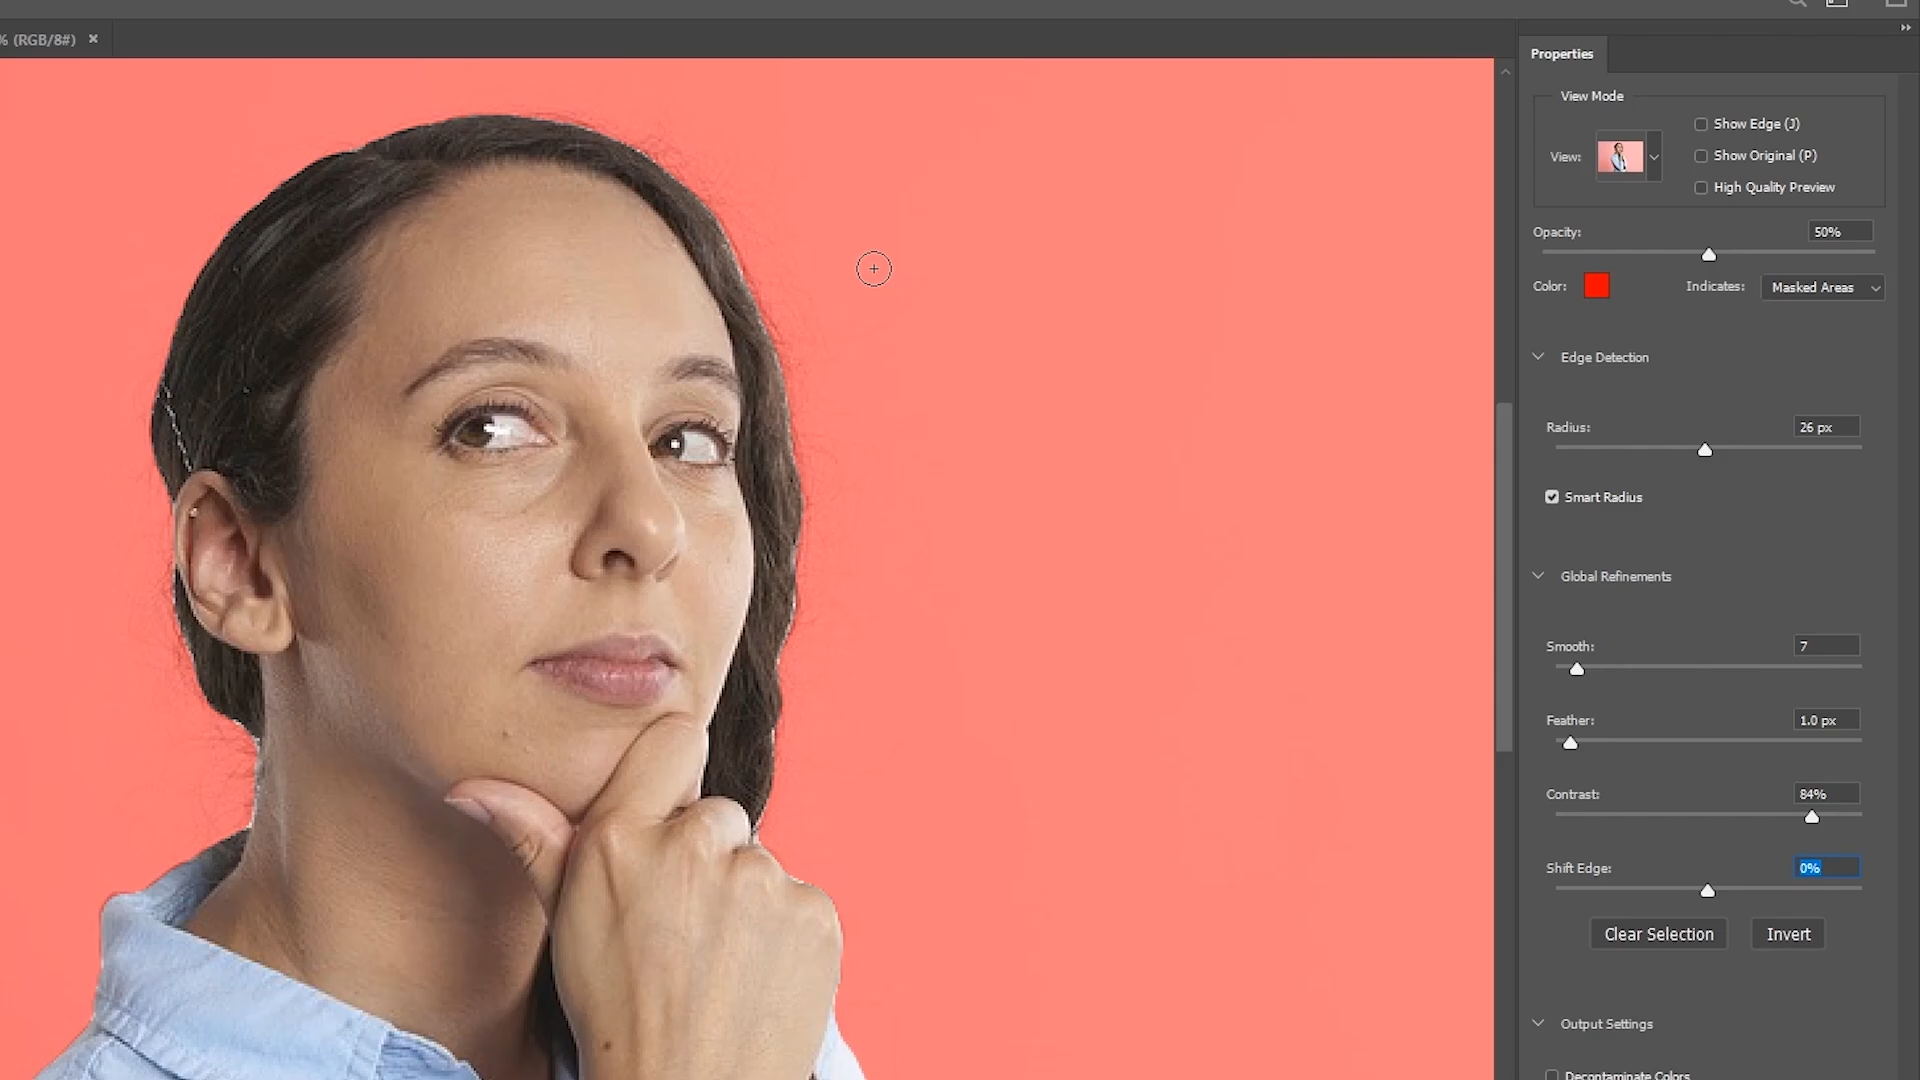 % (RGB/8#) ×
Properties
View Mode
Show Edge (J)
View:
Show Original (P)
High Quality Preview
Opacity:
50%
Color:
Indicates:
Masked Areas
Edge Detection
Radius:
26 px
Smart Radius
Global Refinements
Smooth:
7
Feather:
1.0 px
Contrast:
84%
Shift Edge:
0%
Clear Selection
Invert
Output Settings
Decontaminate Colors